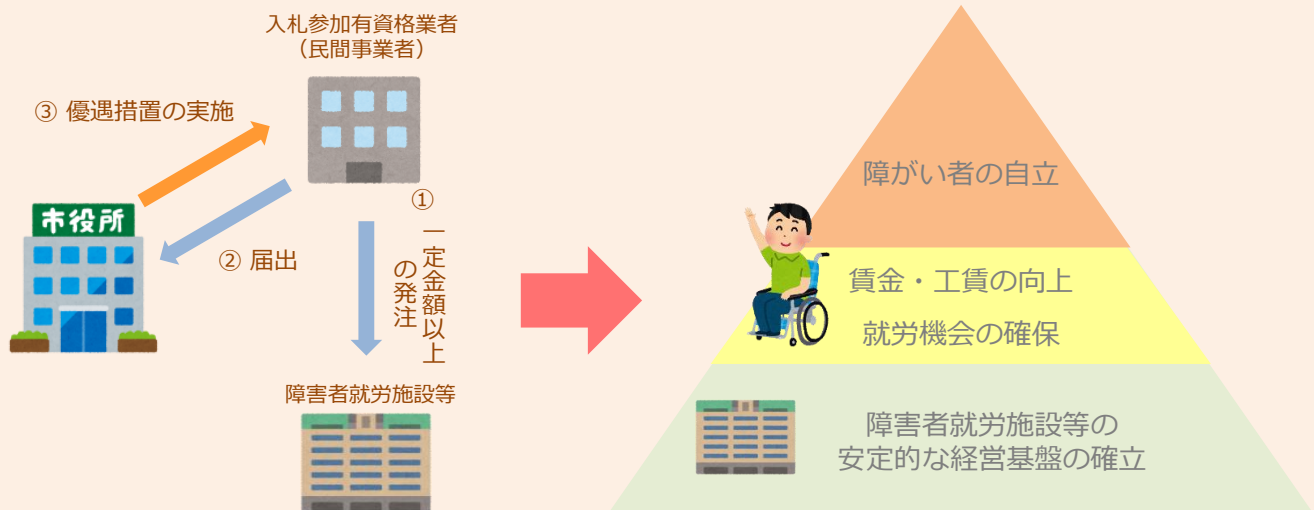 入札参加有資格業者
（民間事業者）
③ 優遇措置の実施
市役所
② 届出
①
一定金額以上
の発注
障害者就労施設等
障がい者の自立
賃金・工賃の向上
就労機会の確保
障害者就労施設等の
安定的な経営基盤の確立